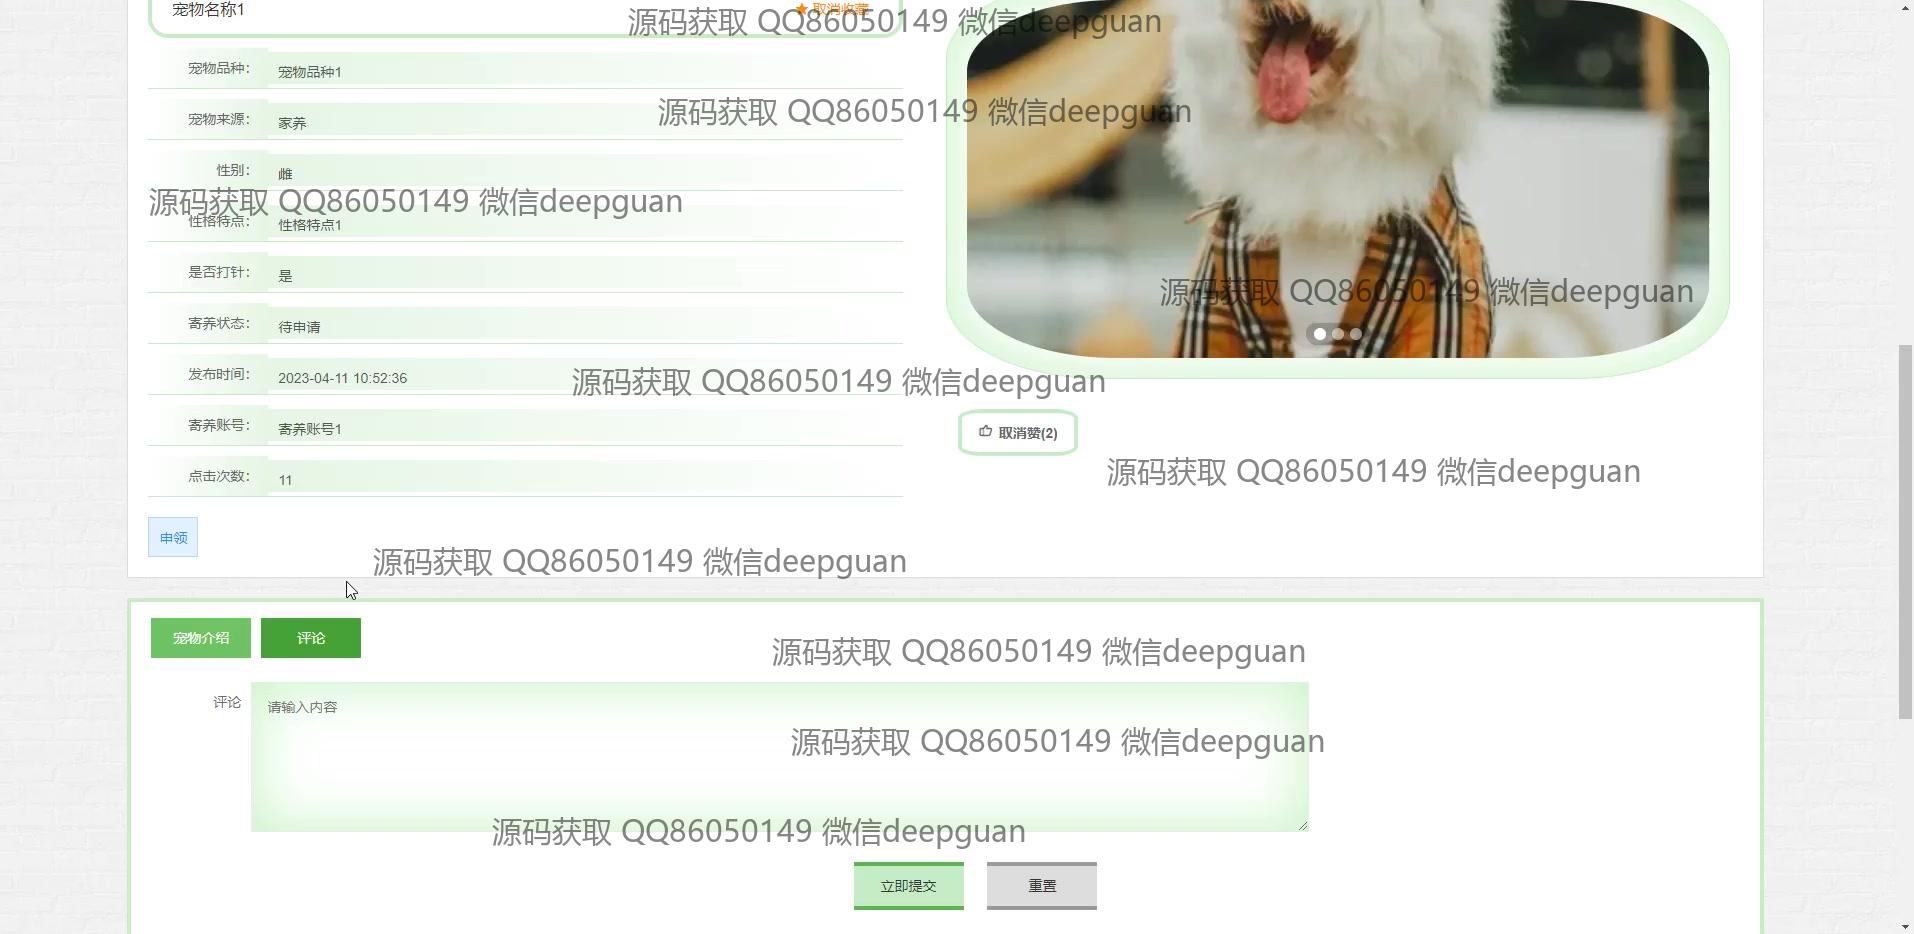 宠物名称1
★ 取消收藏
源码获取 QQ86050149 微信deepguan
宠物品种： 宠物品种1
源码获取 QQ86050149 微信deepguan
宠物来源： 家养
性别： 雌
源码获取 QQ86050149 微信deepguan
性格特点： 性格特点1
是否打针： 是
源码获取 QQ86050149 微信deepguan
寄养状态： 待申请
发布时间： 2023-04-11 10:52:36
源码获取 QQ86050149 微信deepguan
寄养账号： 寄养账号1
取消赞(2)
点击次数： 11
源码获取 QQ86050149 微信deepguan
申领
源码获取 QQ86050149 微信deepguan
宠物介绍 评论
源码获取 QQ86050149 微信deepguan
评论 请输入内容
源码获取 QQ86050149 微信deepguan
源码获取 QQ86050149 微信deepguan
立即提交 重置